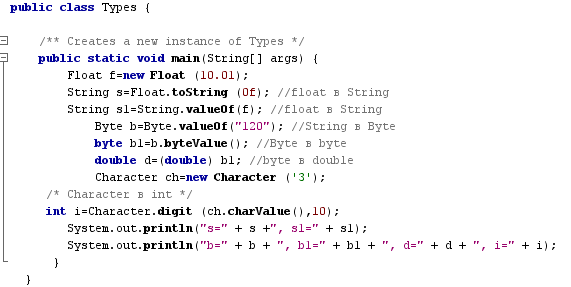 public class Types {
/** Creates a new instance of Types */
public static void main(String[] args) {
Float f=new Float (10.01);
String s=Float.toString (0f); //float в String
String s1=String.valueOf(f); //float в String
Byte b=Byte.valueOf("120"); //String в Byte
byte b1=b.byteValue(); //Byte в byte
double d=(double) b1; //byte в double
Character ch=new Character ('3');
/* Character в int */
int i=Character.digit (ch.charValue(),10);
System.out.println("s=" + s +", s1=" + s1);
System.out.println("b=" + b + ", b1=" + b1 + ", d=" + d + ", i=" + i);
}
}